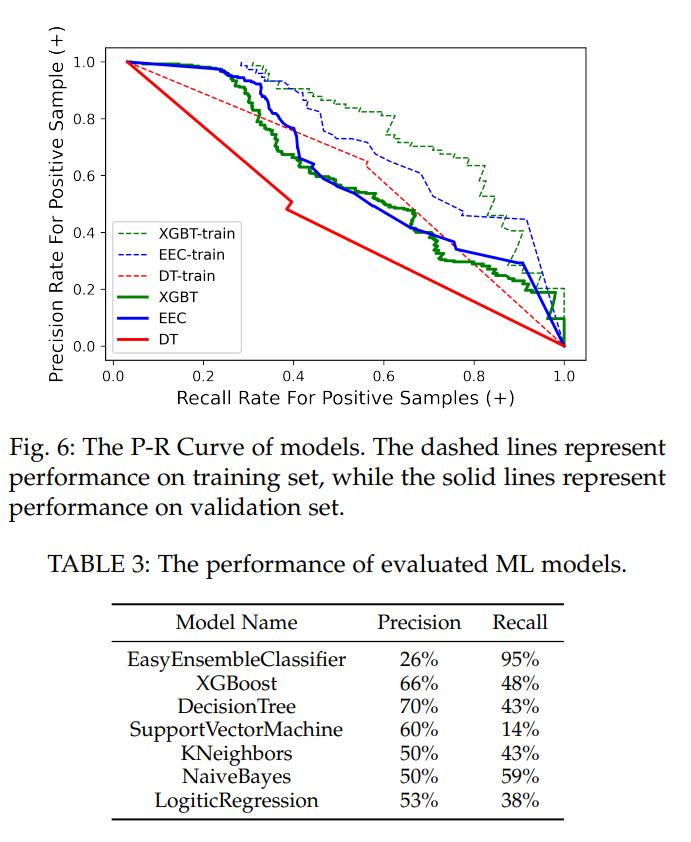 Precision Rate For Positive Sample (+)
1.0
0.8
0.6
0.4
0.2
0.0
XGBT-train
EEC-train
DT-train
XGBT
EEC
DT
0.0 0.2 0.4 0.6 0.8 1.0
Recall Rate For Positive Samples (+)
Fig. 6: The P-R Curve of models. The dashed lines represent
performance on training set, while the solid lines represent
performance on validation set.
TABLE 3: The performance of evaluated ML models.
Model Name Precision Recall
EasyEnsembleClassifier 26% 95%
XGBoost 66% 48%
DecisionTree 70% 43%
SupportVectorMachine 60% 14%
KNeighbors 50% 43%
NaiveBayes 50% 59%
LogiticRegression 53% 38%